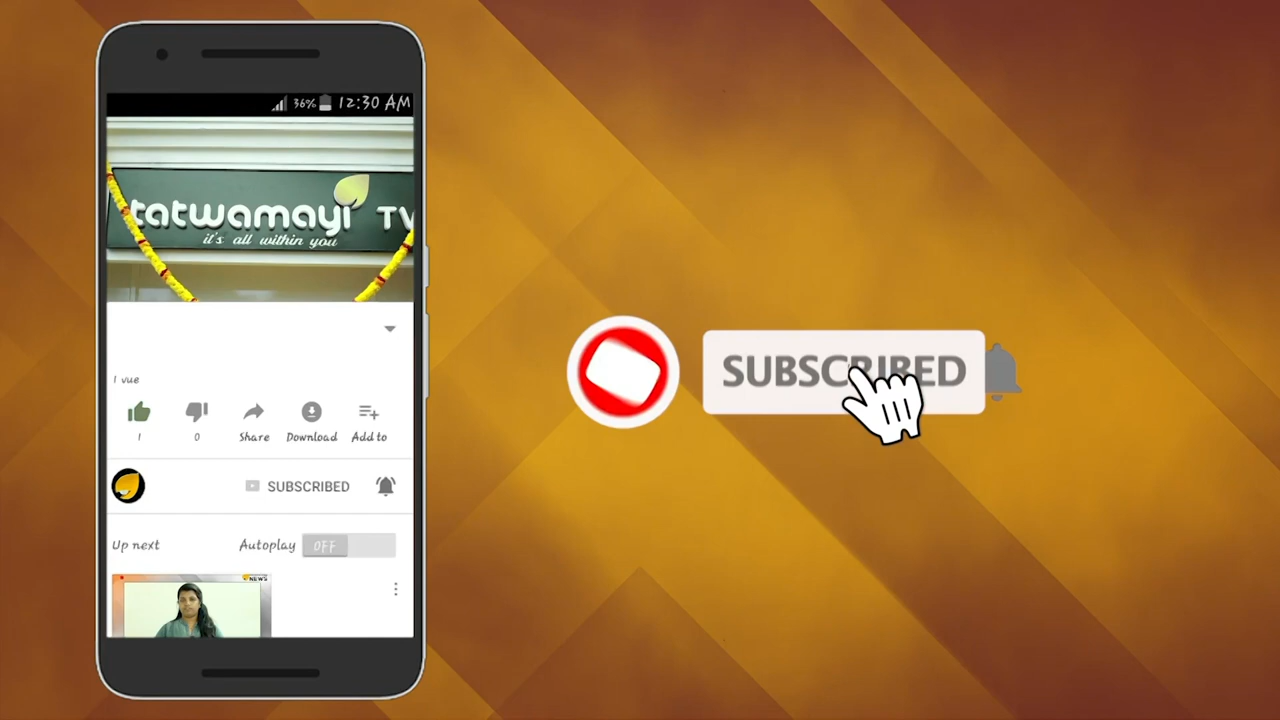 36% 12:30 AM
tatwamayi TV
it's all within you
1 vue
1
0
Share
Download
Add to
SUBSCRIBED
Up next
Autoplay
OFF
NEWS
SUBSCRIBED